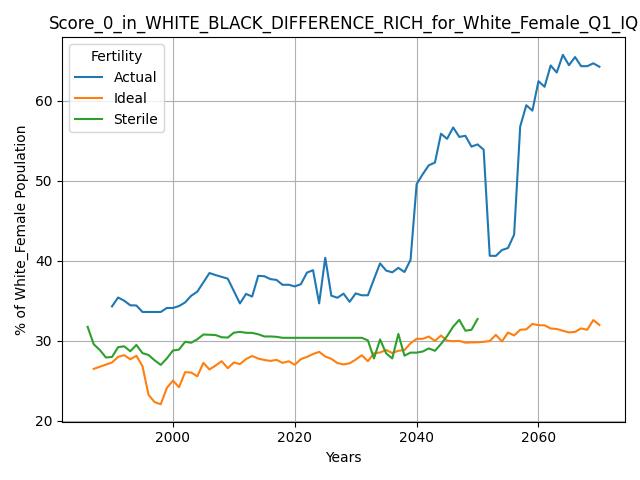 Score_0_in_WHITE_BLACK_DIFFERENCE_RICH_for_White_Female_Q1_IQ
Fertility
Actual
Ideal
Sterile
% of White_Female Population
60
50
40
30
20
2000
2020
2040
2060
Years